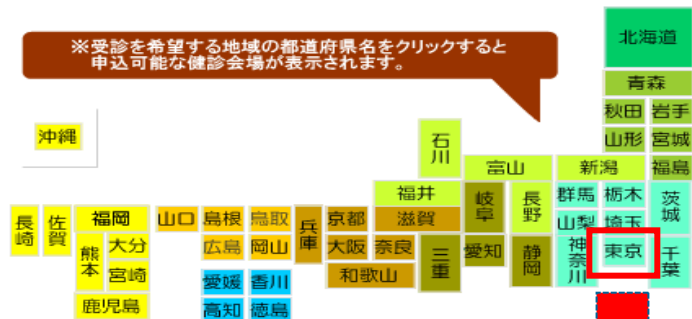 ※受診を希望する地域の都道府県名をクリックすると
申込可能な健診会場が表示されます。
北海道
青森
秋田 岩手
山形 宮城
沖縄
石川
富山
新潟
福島
福井
岐阜
長野
群馬 栃木
茨城
長崎
佐賀
福岡
山口 島根 鳥取
兵庫
京都
滋賀
山梨 埼玉
熊本
大分
広島 岡山
大阪 奈良
三重
愛知
静岡
神奈川
東京
千葉
宮崎
愛媛 香川
和歌山
鹿児島
高知 徳島